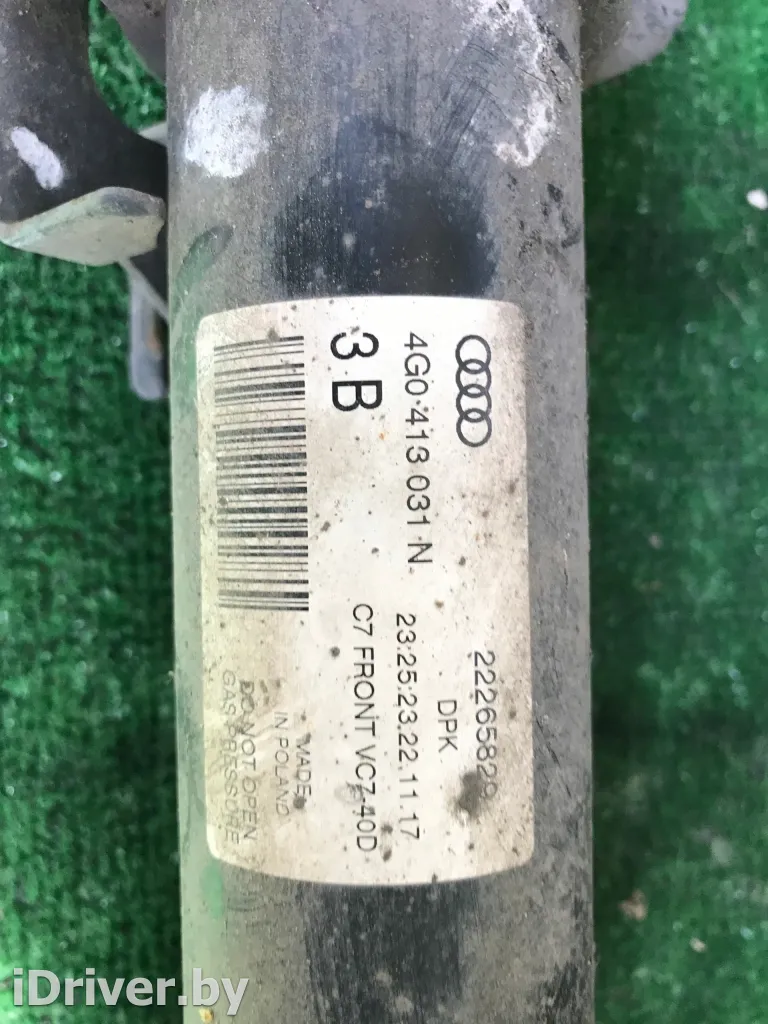 22265829
4G0 413 031 N
DPK
3 B
23:25:23.22.11.17
C7 FRONT VC7 40D
MADE
IN POLAND
DO NOT OPEN
GAS PRESSURE
iDriver.by